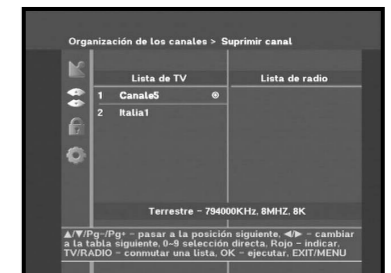 Organización de los canales > Suprimir canal
Lista de TV
Lista de radio
1 Canale5
2 Italia1
Terrestre - 794000KHz, 8MHZ, 8K
▲/▼/Pg-/Pg+ - pasar a la posición siguiente, ◄/► - cambiar
a la tabla siguiente, 0-9 selección directa, Rojo - indicar,
TV/RADIO - conmutar una lista, OK - ejecutar, EXIT/MENU